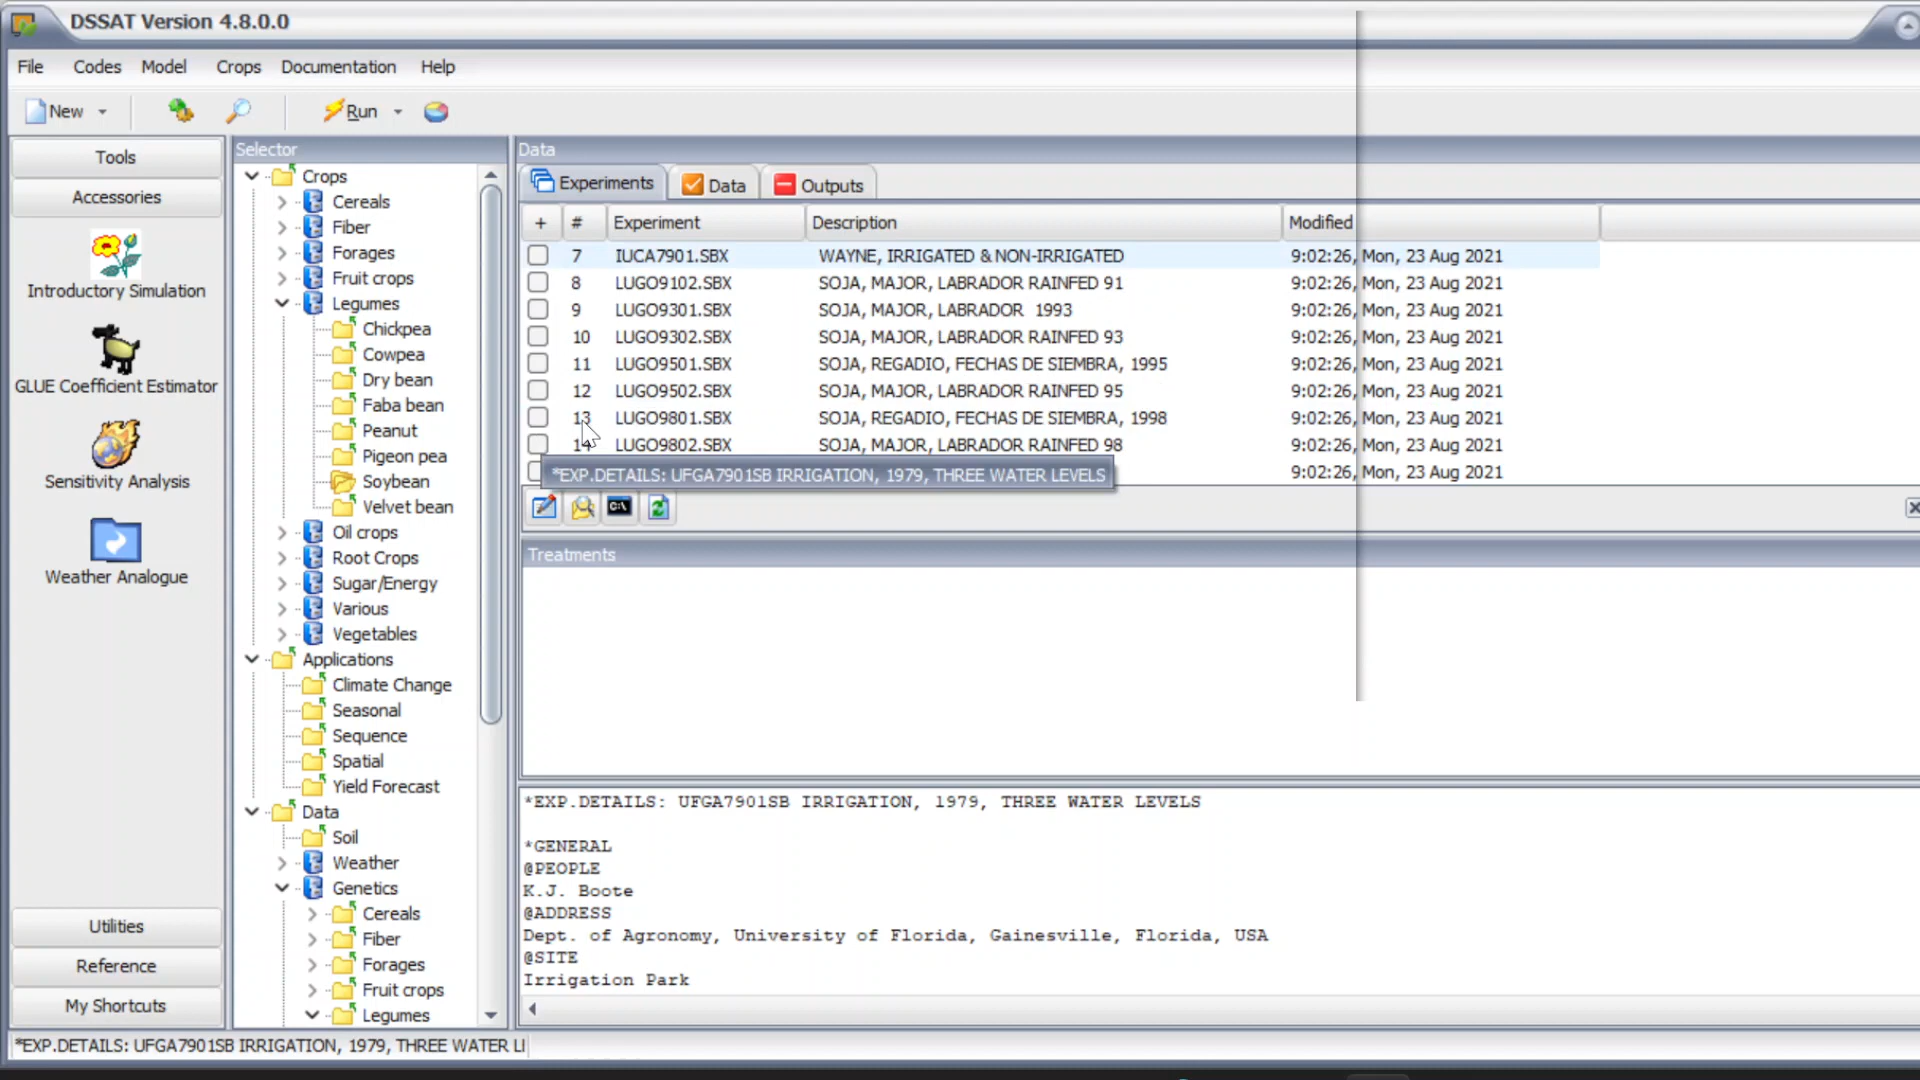 DSSAT Version 4.8.0.0
File Codes Model Crops Documentation Help
New Run
Tools
Accessories
Introductory Simulation
GLUE Coefficient Estimator
Sensitivity Analysis
Weather Analogue
Utilities
Reference
My Shortcuts
Selector
Crops
Cereals
Fiber
Forages
Fruit crops
Legumes
Chickpea
Cowpea
Dry bean
Faba bean
Peanut
Pigeon pea
Soybean
Velvet bean
Oil crops
Root Crops
Sugar/Energy
Various
Vegetables
Applications
Climate Change
Seasonal
Sequence
Spatial
Yield Forecast
Data
Soil
Weather
Genetics
Cereals
Fiber
Forages
Fruit crops
Legumes
Data
Experiments Data Outputs
+ # Experiment Description Modified
7 IUCA7901.SBX WAYNE, IRRIGATED & NON-IRRIGATED 9:02:26, Mon, 23 Aug 2021
8 LUGO9102.SBX SOJA, MAJOR, LABRADOR RAINFED 91 9:02:26, Mon, 23 Aug 2021
9 LUGO9301.SBX SOJA, MAJOR, LABRADOR 1993 9:02:26, Mon, 23 Aug 2021
10 LUGO9302.SBX SOJA, MAJOR, LABRADOR RAINFED 93 9:02:26, Mon, 23 Aug 2021
11 LUGO9501.SBX SOJA, REGADIO, FECHAS DE SIEMBRA, 1995 9:02:26, Mon, 23 Aug 2021
12 LUGO9502.SBX SOJA, MAJOR, LABRADOR RAINFED 95 9:02:26, Mon, 23 Aug 2021
13 LUGO9801.SBX SOJA, REGADIO, FECHAS DE SIEMBRA, 1998 9:02:26, Mon, 23 Aug 2021
14 LUGO9802.SBX SOJA, MAJOR, LABRADOR RAINFED 98 9:02:26, Mon, 23 Aug 2021
*EXP.DETAILS: UFGA7901SB IRRIGATION, 1979, THREE WATER LEVELS 9:02:26, Mon, 23 Aug 2021
C:\
Treatments
*EXP.DETAILS: UFGA7901SB IRRIGATION, 1979, THREE WATER LEVELS
*GENERAL
@PEOPLE
K.J. Boote
@ADDRESS
Dept. of Agronomy, University of Florida, Gainesville, Florida, USA
@SITE
Irrigation Park
*EXP.DETAILS: UFGA7901SB IRRIGATION, 1979, THREE WATER LI